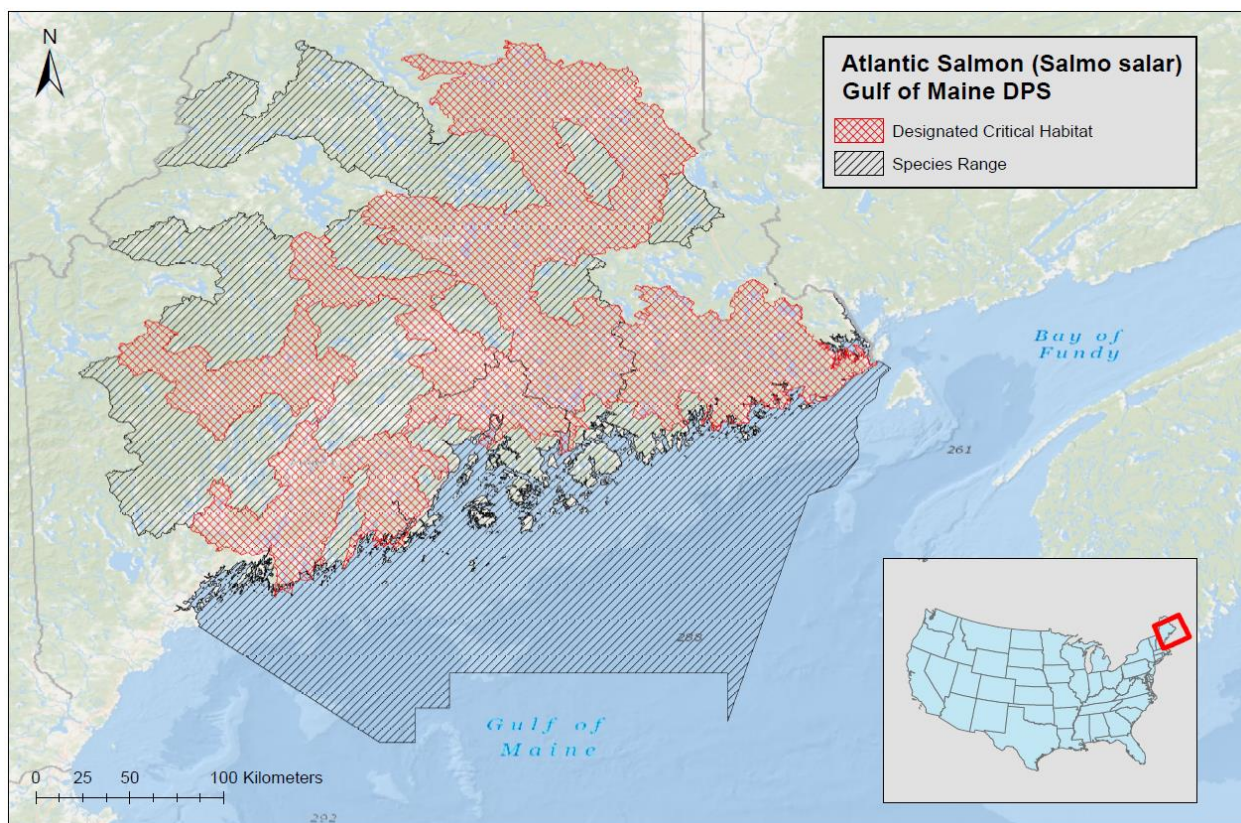 N
Atlantic Salmon (Salmo salar)
Gulf of Maine DPS
Designated Critical Habitat
Species Range
Bay of
Fundy
261
288
Gulf of
Maine
0 25 50 100 Kilometers
292